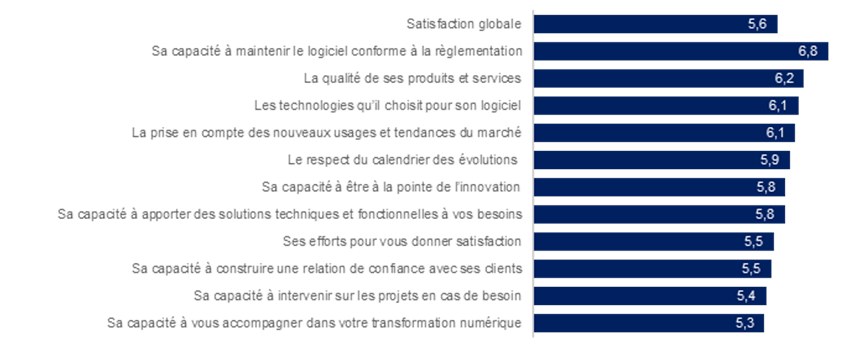 Satisfaction globale 5,6
Sa capacité à maintenir le logiciel conforme à la règlementation 6,8
La qualité de ses produits et services 6,2
Les technologies qu'il choisit pour son logiciel 6,1
La prise en compte des nouveaux usages et tendances du marché 6,1
Le respect du calendrier des évolutions 5,9
Sa capacité à être à la pointe de l'innovation 5,8
Sa capacité à apporter des solutions techniques et fonctionnelles à vos besoins 5,8
Ses efforts pour vous donner satisfaction 5,5
Sa capacité à construire une relation de confiance avec ses clients 5,5
Sa capacité à intervenir sur les projets en cas de besoin 5,4
Sa capacité à vous accompagner dans votre transformation numérique 5,3